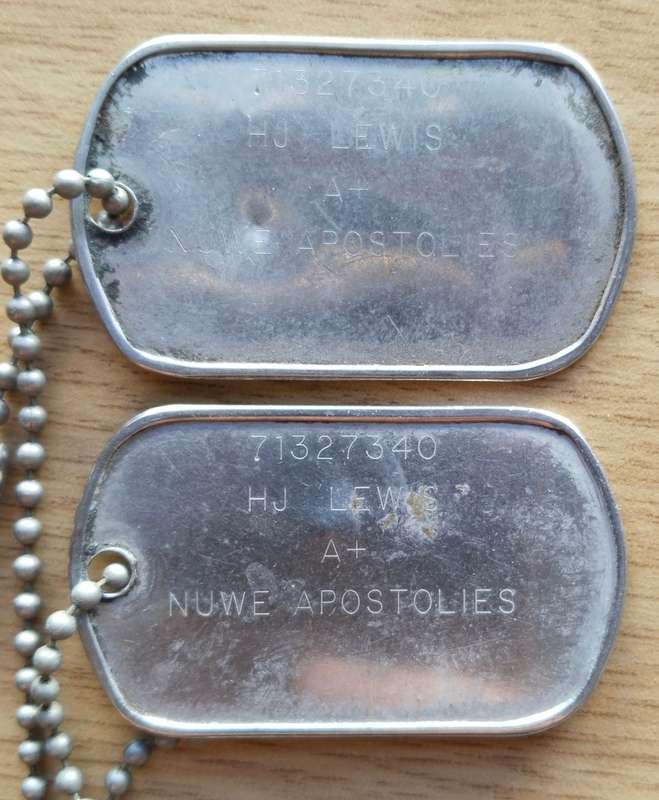 71327340
HJ LEWIS
A+
NUWE APOSTOLIES
71327340
HJ LEWIS
A+
NUWE APOSTOLIES